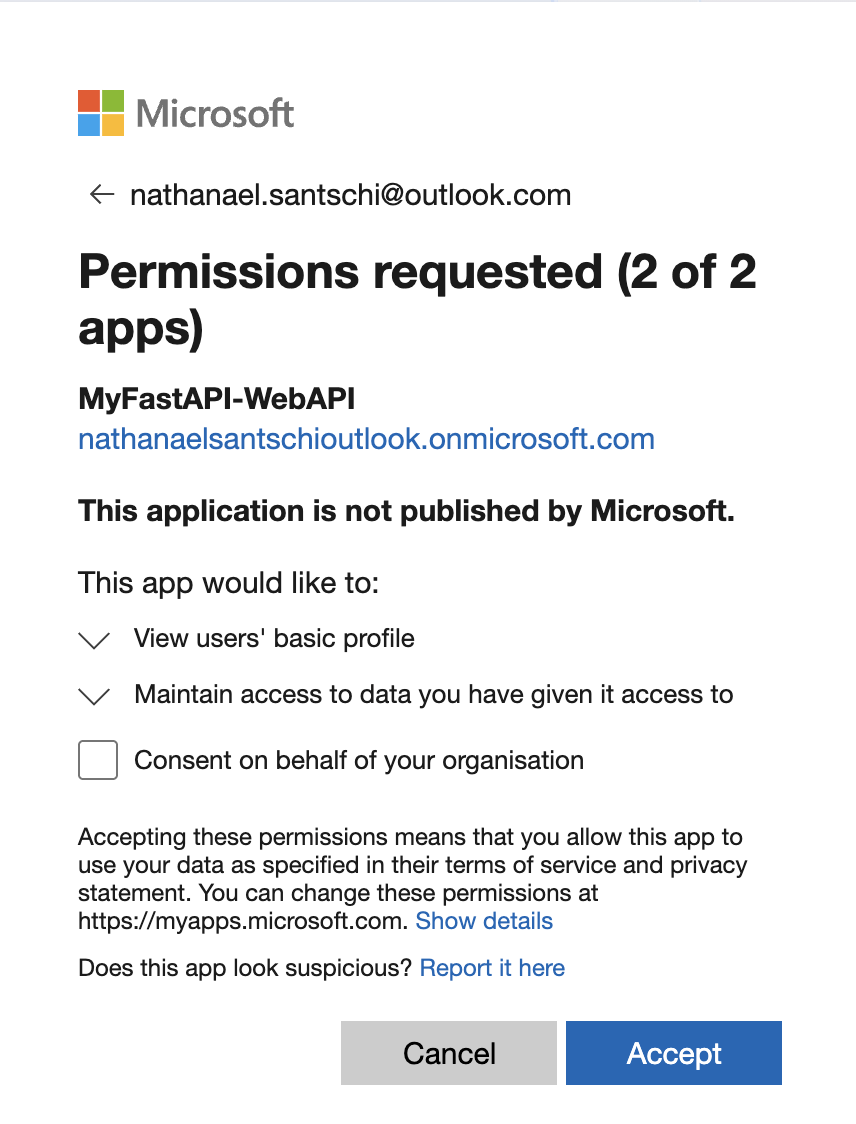 Microsoft
← nathanael.santschi@outlook.com
Permissions requested (2 of 2
apps)
MyFastAPI-WebAPI
nathanaelsantschioutlook.onmicrosoft.com
This application is not published by Microsoft.
This app would like to:
View users' basic profile
Maintain access to data you have given it access to
Consent on behalf of your organisation
Accepting these permissions means that you allow this app to
use your data as specified in their terms of service and privacy
statement. You can change these permissions at
https://myapps.microsoft.com. Show details
Does this app look suspicious? Report it here
Cancel
Accept